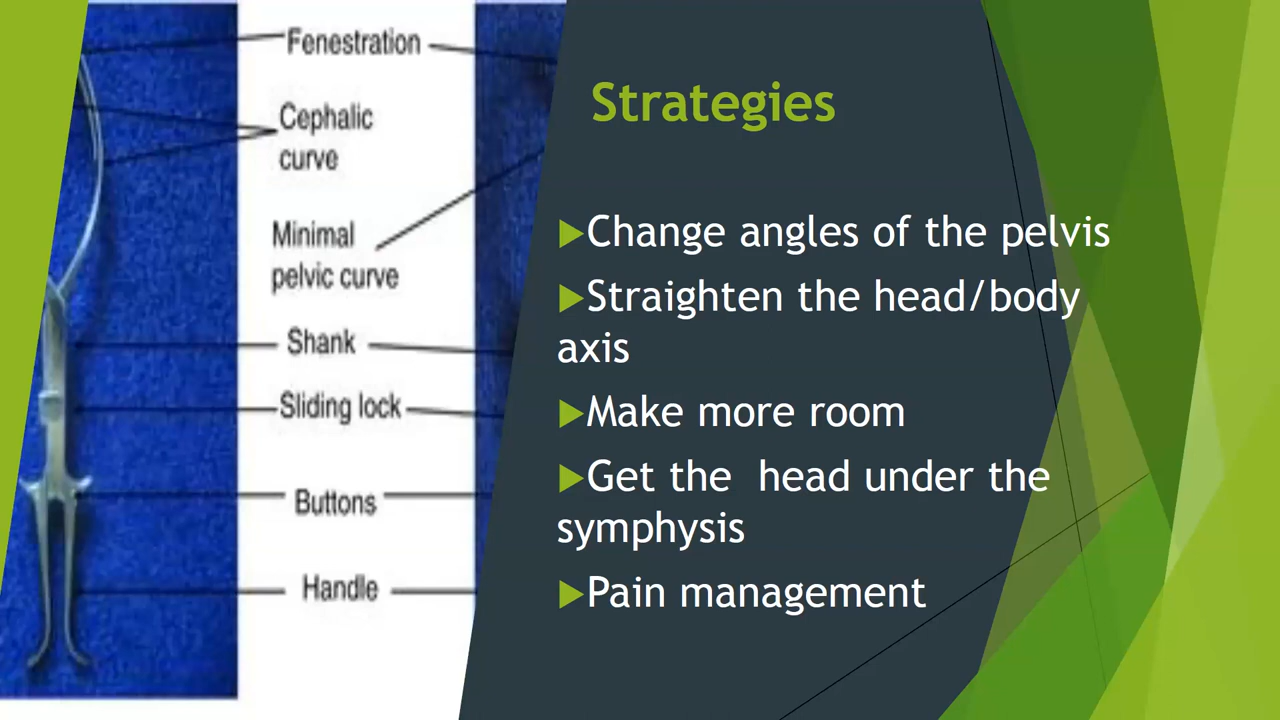 Fenestration
Cephalic
curve
Minimal
pelvic curve
Shank
Sliding lock
Buttons
Handle
Strategies
Change angles of the pelvis
Straighten the head/body
axis
Make more room
Get the  head under the
symphysis
Pain management